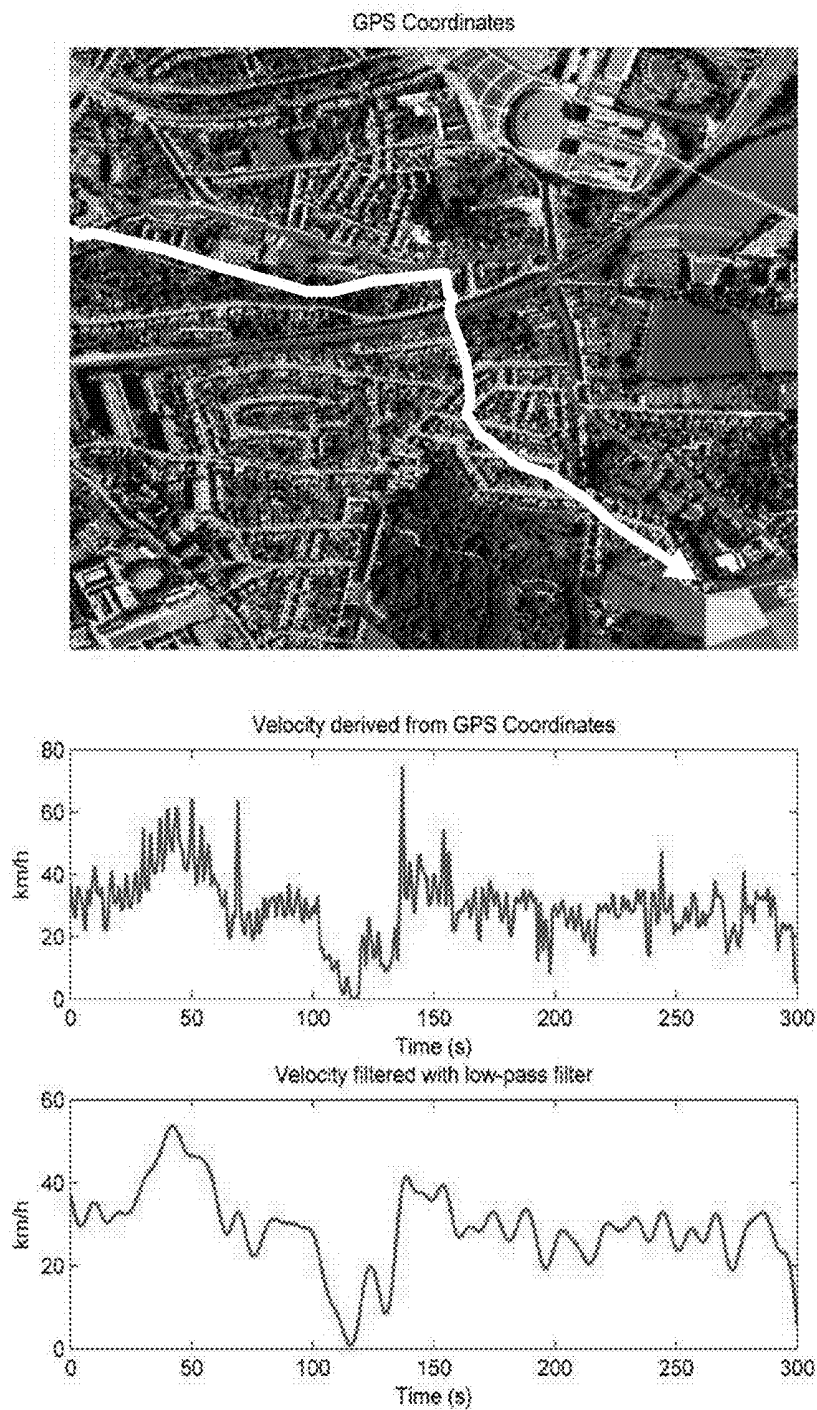 GPS Coordinates
Velocity derived from GPS Coordinates
80
60
40
20
0
km/h
0 50 100 150 200 250 300
Time (s)
Velocity filtered with low-pass filter
60
40
20
0
km/h
0 50 100 150 200 250 300
Time (s)